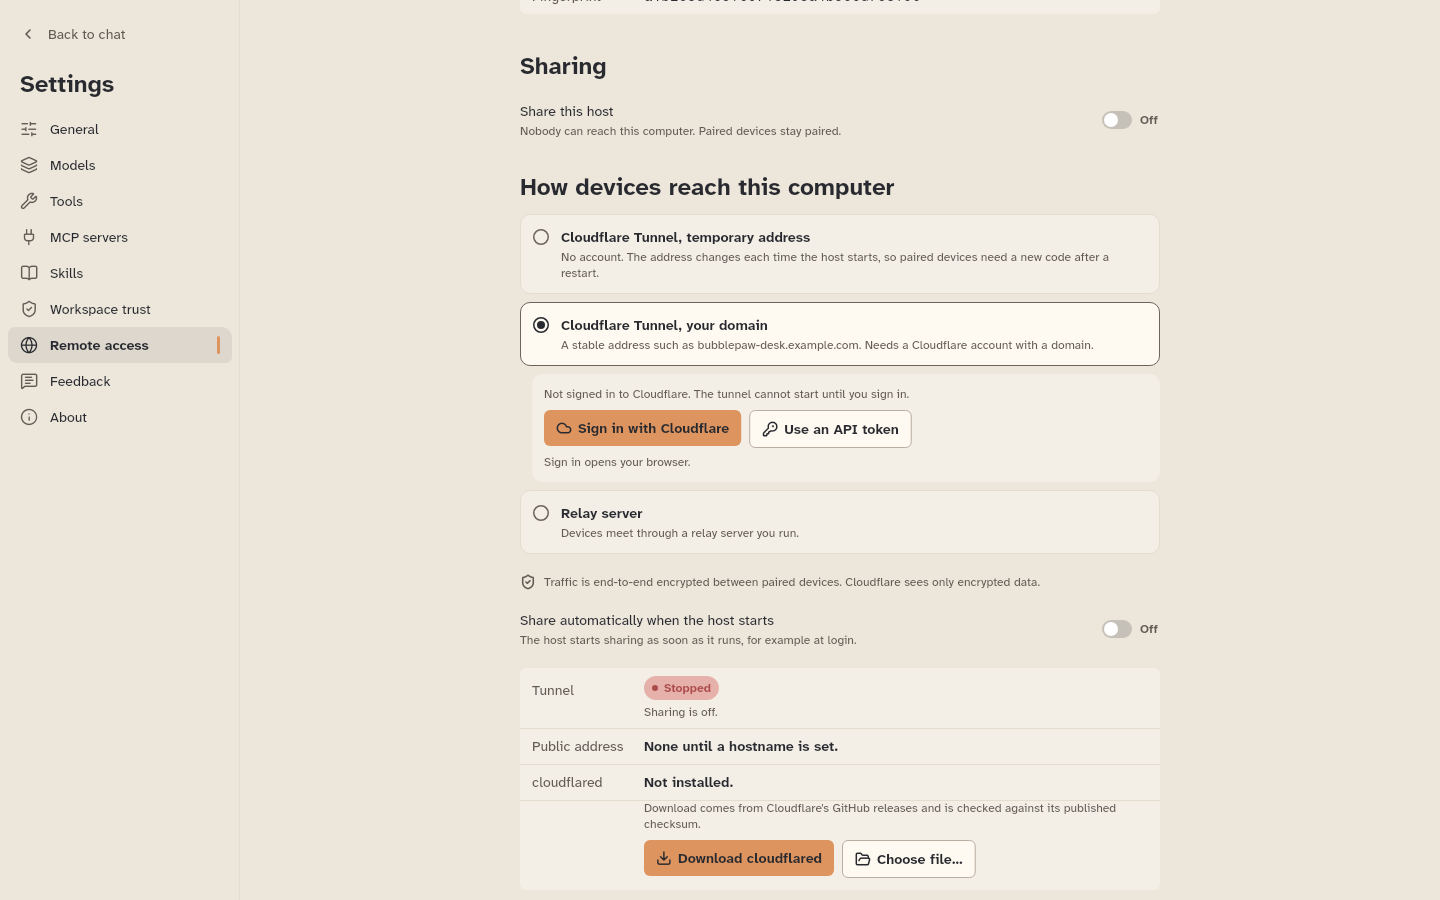 Back to chat
Settings
General
Models
Tools
MCP servers
Skills
Workspace trust
Remote access
Feedback
About
Sharing
Share this host
Nobody can reach this computer. Paired devices stay paired.
Off
How devices reach this computer
Cloudflare Tunnel, temporary address
No account. The address changes each time the host starts, so paired devices need a new code after a
restart.
Cloudflare Tunnel, your domain
A stable address such as bubblepaw-desk.example.com. Needs a Cloudflare account with a domain.
Not signed in to Cloudflare. The tunnel cannot start until you sign in.
Sign in with Cloudflare
Use an API token
Sign in opens your browser.
Relay server
Devices meet through a relay server you run.
Traffic is end-to-end encrypted between paired devices. Cloudflare sees only encrypted data.
Share automatically when the host starts
The host starts sharing as soon as it runs, for example at login.
Off
Tunnel
Stopped
Sharing is off.
Public address
None until a hostname is set.
cloudflared
Not installed.
Download comes from Cloudflare's GitHub releases and is checked against its published
checksum.
Download cloudflared
Choose file...